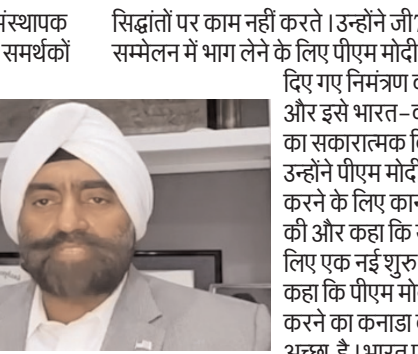 संस्थापक
समर्थकों
सिद्धांतों पर काम नहीं करते। उन्होंने जी
सम्मेलन में भाग लेने के लिए पीएम मोदी
दिए गए निमंत्रण
और इसे भारत-
का सकारात्मक
उन्होंने पीएम मोदी
करने के लिए
की और कहा कि
लिए एक नई
कहा कि पीएम
करने का कनाडा
अच्छा है। भारत